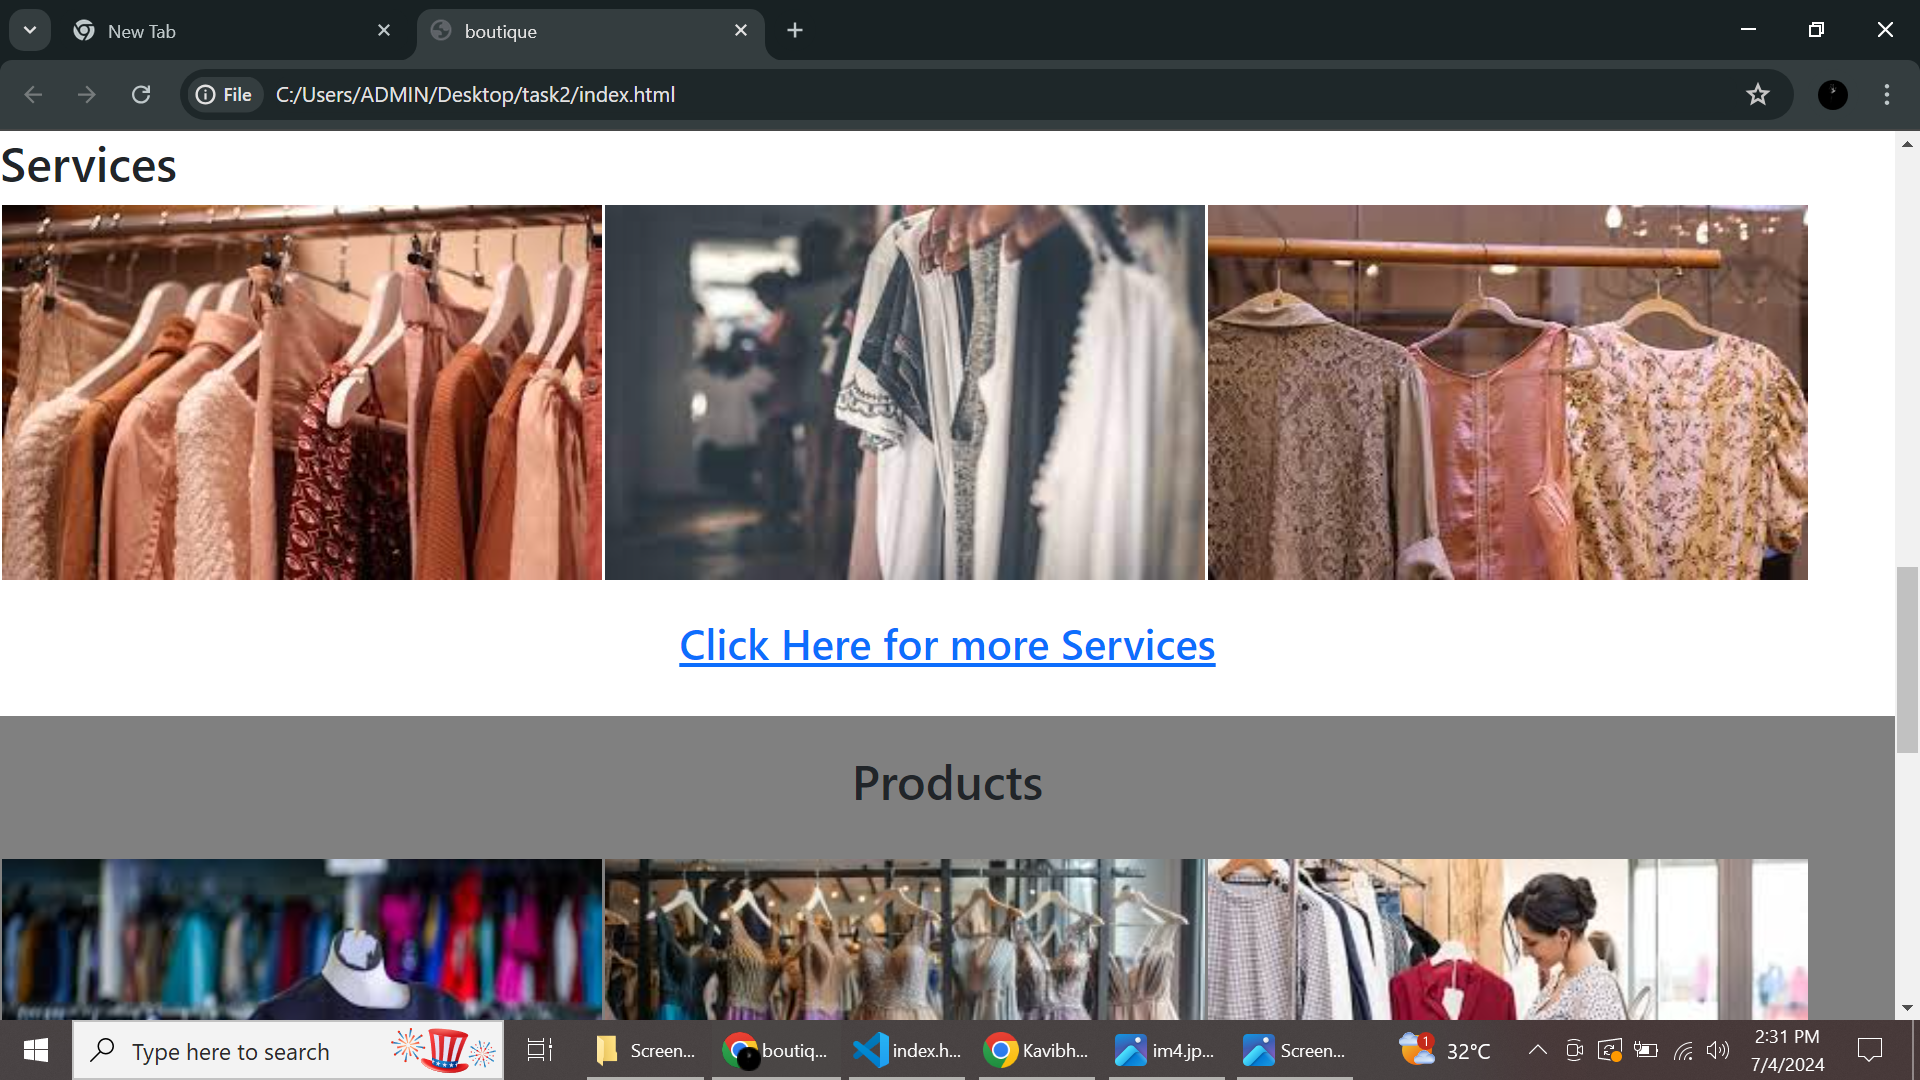 New Tab
boutique
File
C:/Users/ADMIN/Desktop/task2/index.html
Services
Click Here for more Services
Products
Type here to search
Screen...
boutiq...
index.h...
Kavibh...
im4.jp...
Screen...
1
32°C
2:31 PM
7/4/2024